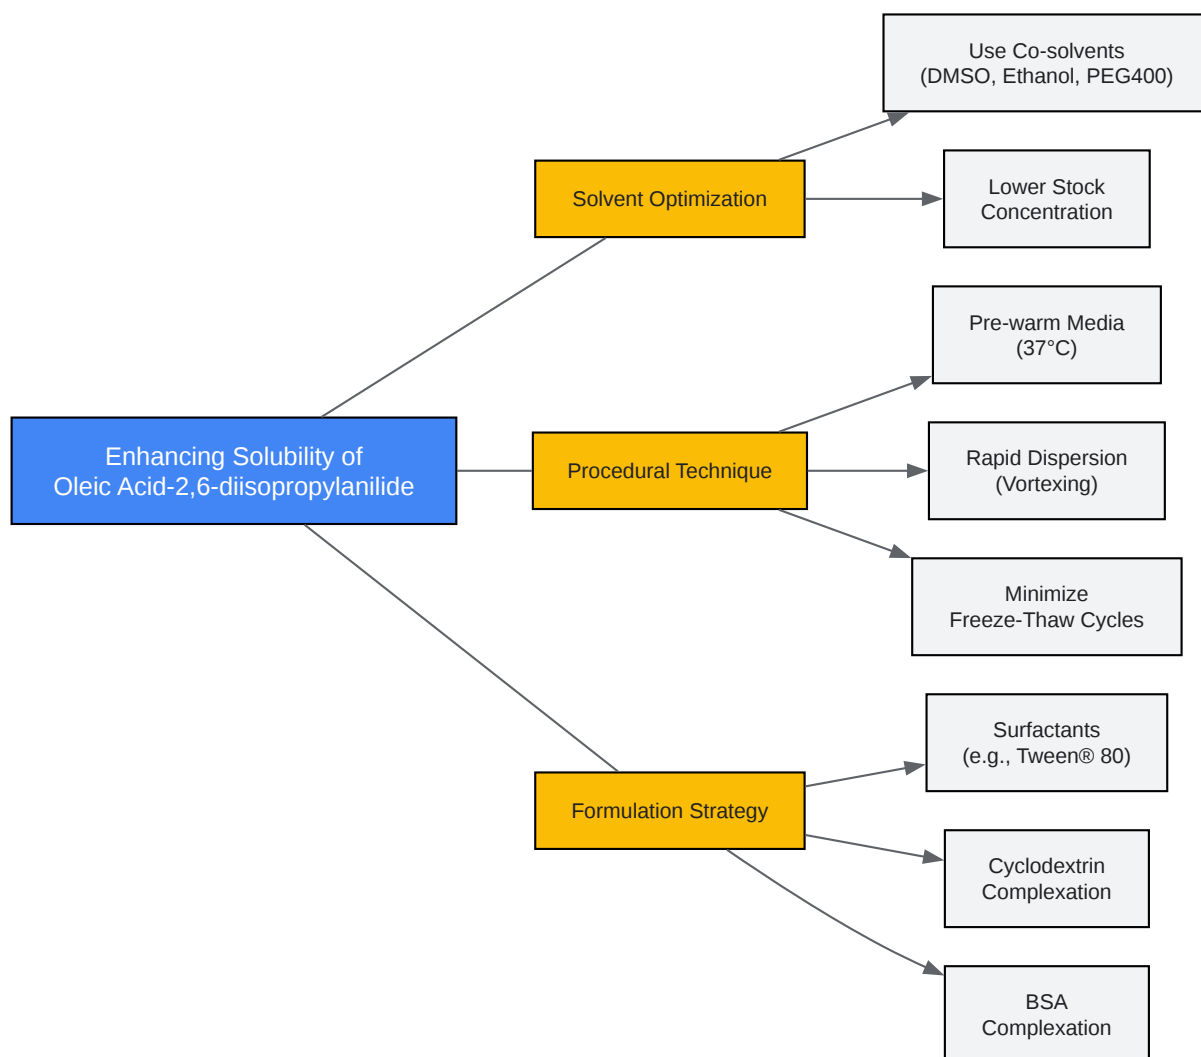 Use Co-solvents
(DMSO, Ethanol, PEG400)
Solvent Optimization
Lower Stock
Concentration
Pre-warm Media
(37°C)
Enhancing Solubility of
Oleic Acid-2,6-diisopropylanilide
Procedural Technique
Rapid Dispersion
(Vortexing)
Minimize
Freeze-Thaw Cycles
Surfactants
(e.g., Tween® 80)
Formulation Strategy
Cyclodextrin
Complexation
BSA
Complexation